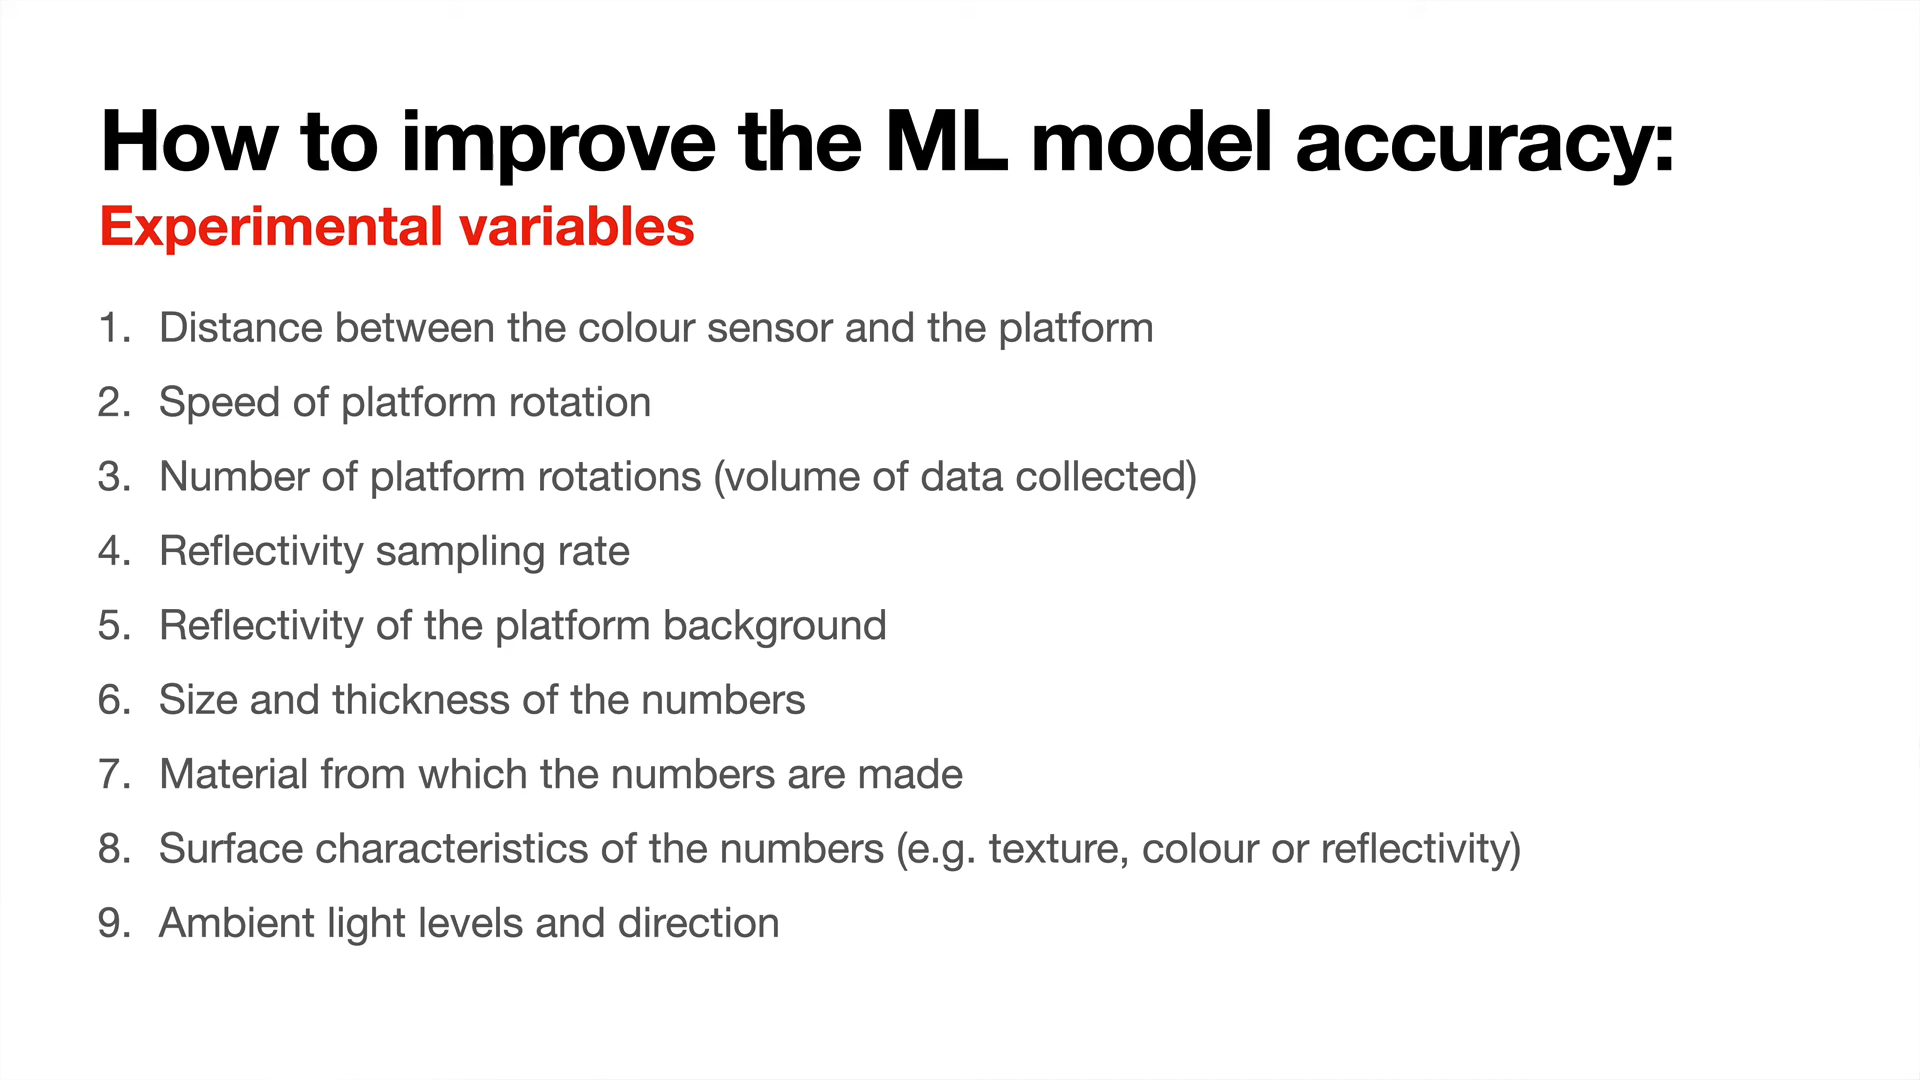 How to improve the ML model accuracy:
Experimental variables
1. Distance between the colour sensor and the platform
2. Speed of platform rotation
3. Number of platform rotations (volume of data collected)
4. Reflectivity sampling rate
5. Reflectivity of the platform background
6. Size and thickness of the numbers
7. Material from which the numbers are made
8. Surface characteristics of the numbers (e.g. texture, colour or reflectivity)
9. Ambient light levels and direction